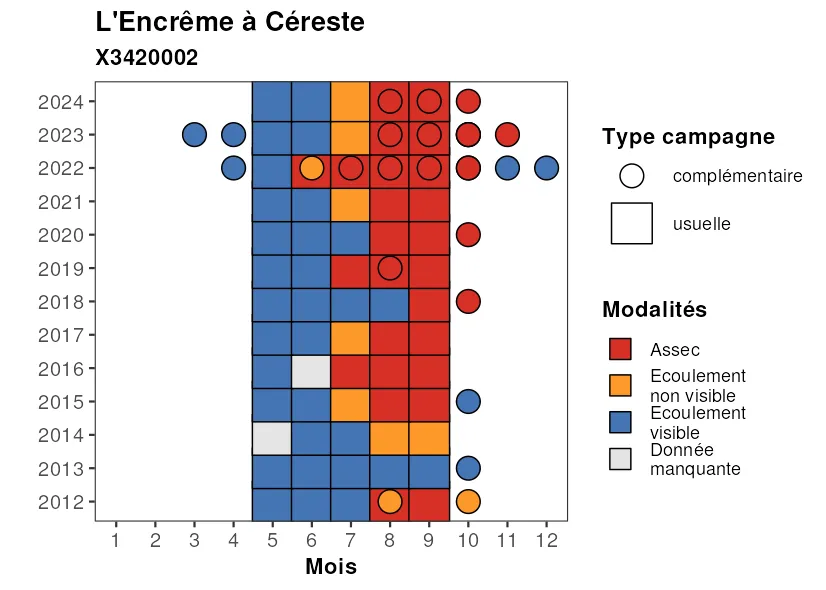 L'Encrême à Céreste
X3420002
2024
2023
2022
2021
2020
2019
2018
2017
2016
2015
2014
2013
2012
1 2 3 4 5 6 7 8 9 10 11 12
Mois
Type campagne
complémentaire
usuelle
Modalités
Assec
Ecoulement
non visible
Ecoulement
visible
Donnée
manquante